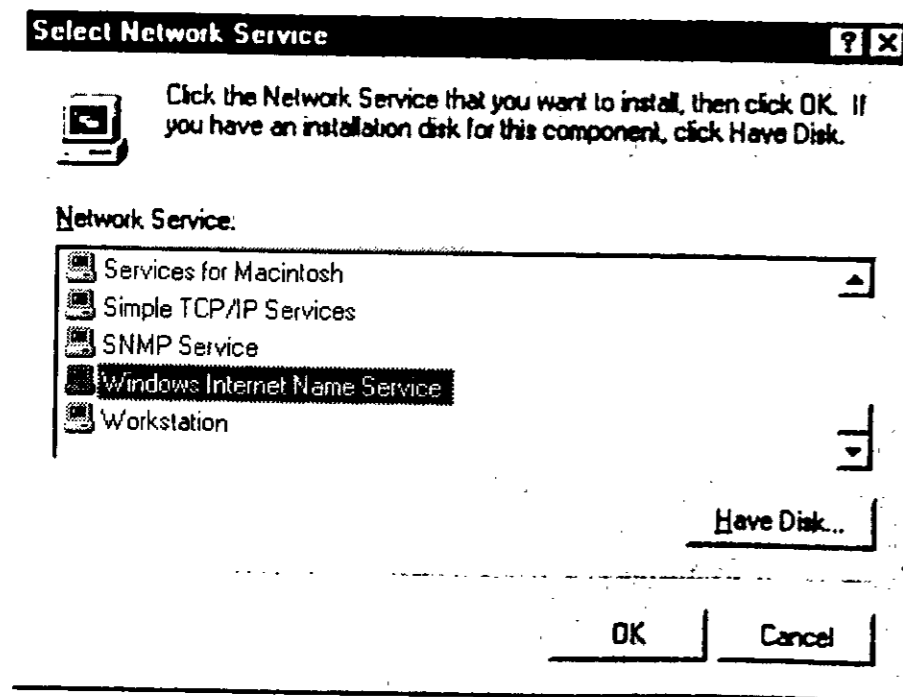 Select Network Service
Click the Network Service that you want to install, then click OK. If
you have an installation disk for this component, click Have Disk.
Network Service:
Services for Macintosh
Simple TCP/IP Services
SNMP Service
Windows Internet Name Service
Workstation
Have Disk...
OK
Cancel